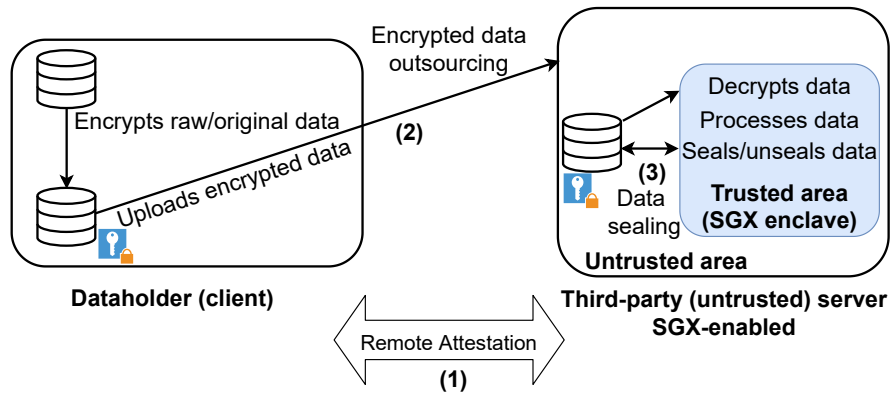 Encrypts raw/original data
Uploads encrypted data
Dataholder (client)
Encrypted data
outsourcing
(2)
Decrypts data
Processes data
Seals/unseals data
(3)
Data
sealing
Trusted area
(SGX enclave)
Untrusted area
Third-party (untrusted) server
SGX-enabled
Remote Attestation
(1)